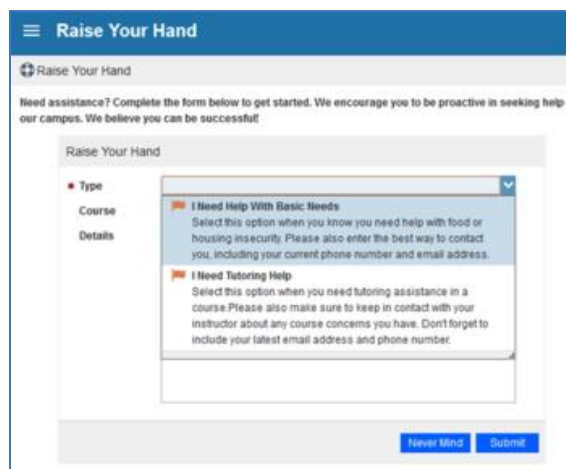 Raise Your Hand
Raise Your Hand
Need assistance? Complete the form below to get started. We encourage you to be proactive in seeking help
our campus. We believe you can be successful!
Raise Your Hand
Type
I Need Help With Basic Needs
Select this option when you know you need help with food or
housing insecurity. Please also enter the best way to contact
you, including your current phone number and email address.
Course
Details
I Need Tutoring Help
Select this option when you need tutoring assistance in a
course.Please also make sure to keep in contact with your
instructor about any course concerns you have. Don't forget to
include your latest email address and phone number.
Never Mind Submit